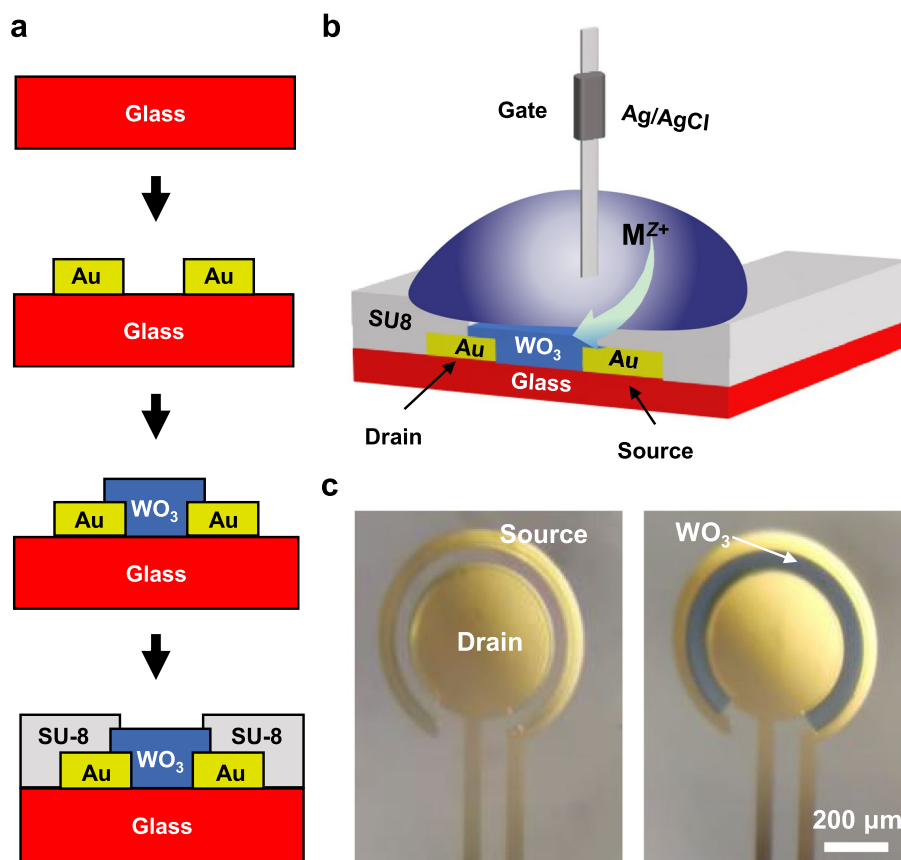 a
Glass
Au Au
Glass
WO₃
Au Au
Glass
SU-8 SU-8
WO₃
Au Au
Glass
b
Gate Ag/AgCl
Mᶻ⁺
SU8
Au WO₃ Au
Glass
Drain
Source
c
Source
Drain
WO₃
200 µm